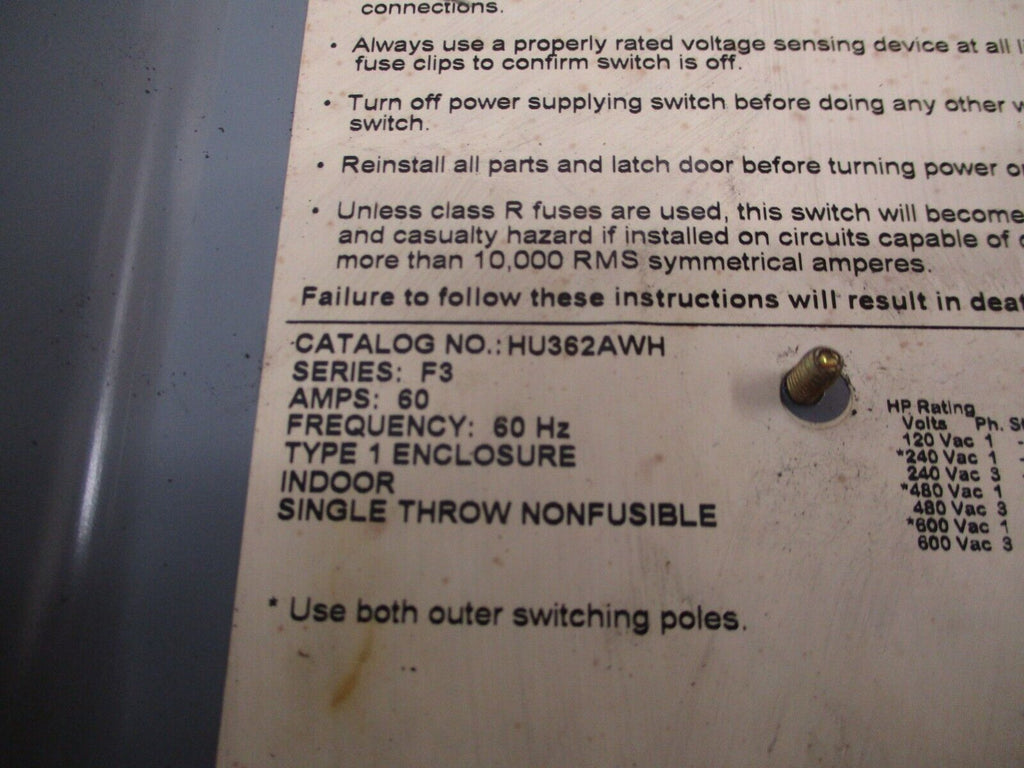 connections.
• Always use a properly rated voltage sensing device at all
fuse clips to confirm switch is off.
• Turn off power supplying switch before doing any other
switch.
• Reinstall all parts and latch door before turning power
• Unless class R fuses are used, this switch will become
and casualty hazard if installed on circuits capable of
more than 10,000 RMS symmetrical amperes.
Failure to follow these instructions will result in
CATALOG NO.: HU362AWH
SERIES: F3
AMPS: 60
FREQUENCY: 60 Hz
TYPE 1 ENCLOSURE
INDOOR
SINGLE THROW NONFUSIBLE
HP Rating
Volts Ph.
120 Vac 1
*240 Vac 1
240 Vac 3
*480 Vac 1
480 Vac 3
*600 Vac 1
600 Vac 3
* Use both outer switching poles.